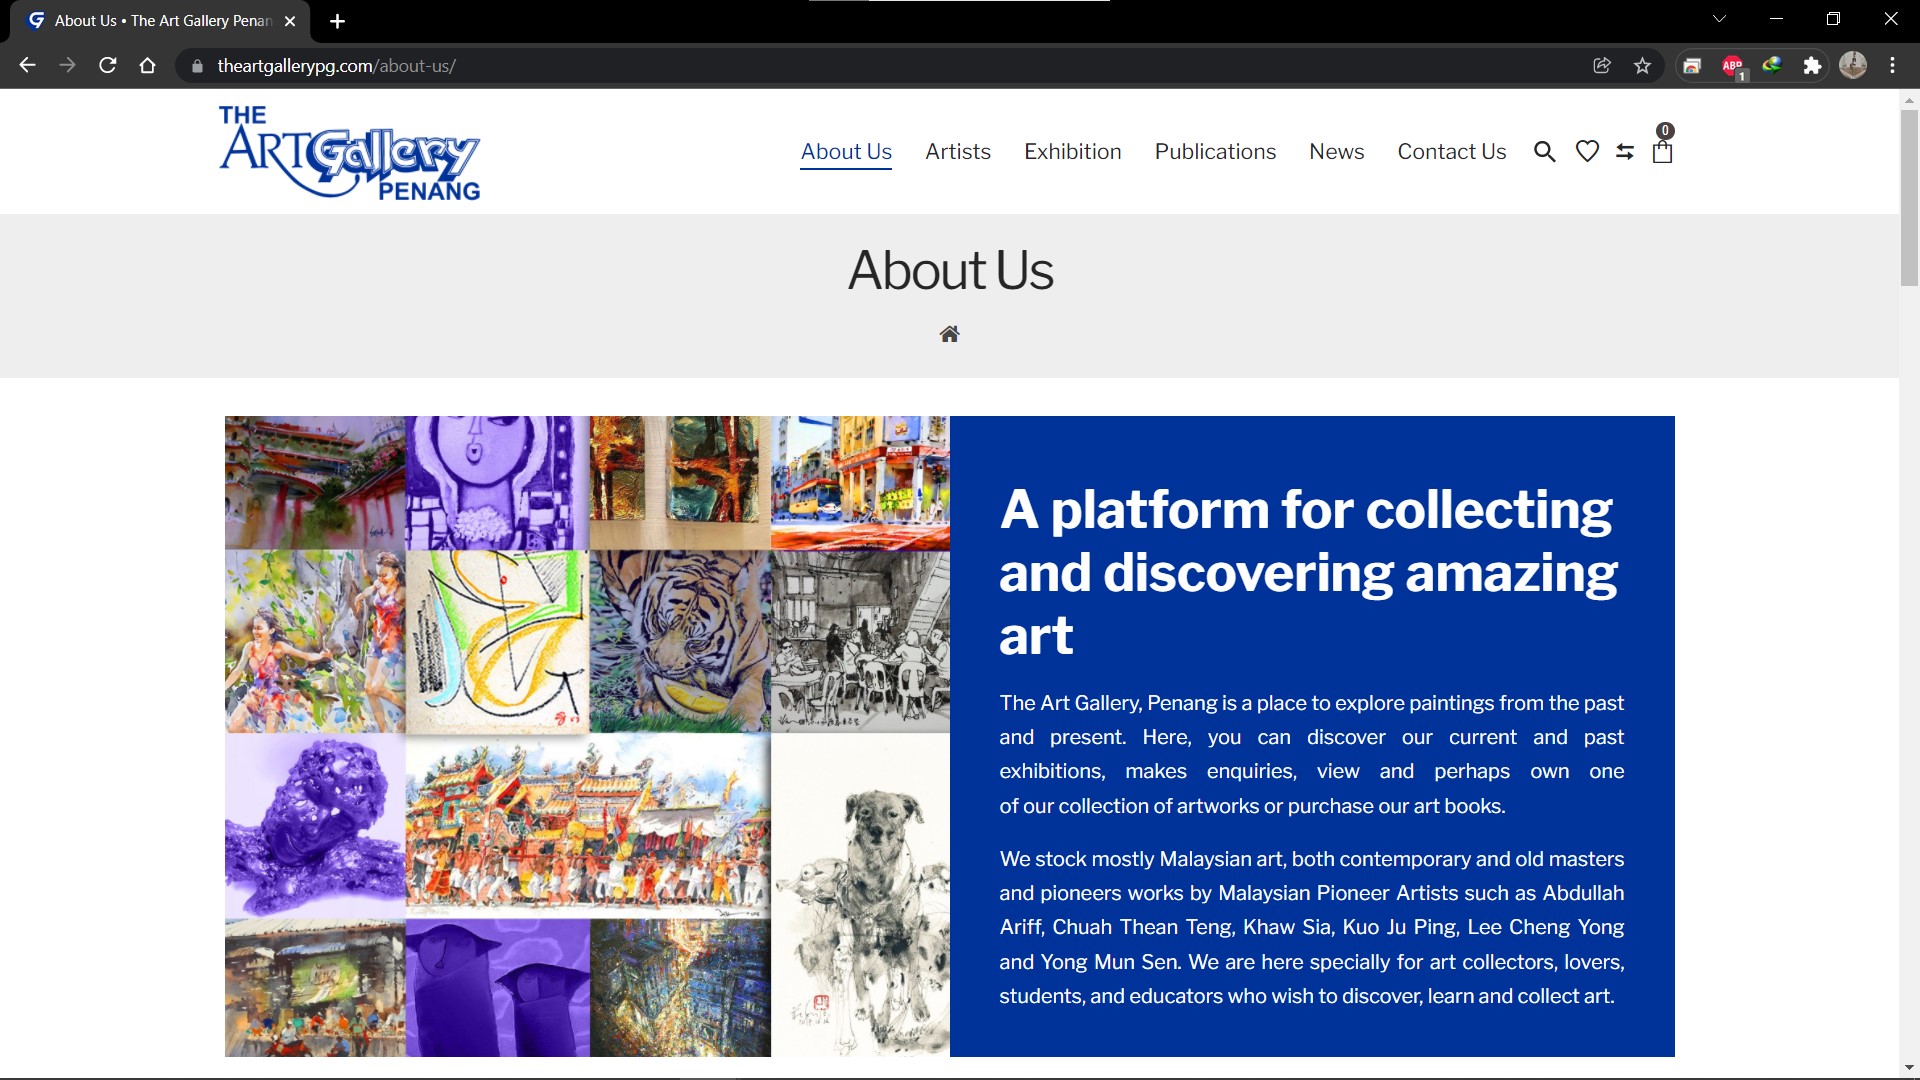 About Us • The Art Gallery Penan
theartgallerypg.com/about-us/
ABP
1
THE
ART Gallery
PENANG
About Us
Artists
Exhibition
Publications
News
Contact Us
0
About Us
A platform for collecting
and discovering amazing
art
The Art Gallery, Penang is a place to explore paintings from the past
and present. Here, you can discover our current and past
exhibitions, makes enquiries, view and perhaps own one
of our collection of artworks or purchase our art books.
We stock mostly Malaysian art, both contemporary and old masters
and pioneers works by Malaysian Pioneer Artists such as Abdullah
Ariff, Chuah Thean Teng, Khaw Sia, Kuo Ju Ping, Lee Cheng Yong
and Yong Mun Sen. We are here specially for art collectors, lovers,
students, and educators who wish to discover, learn and collect art.